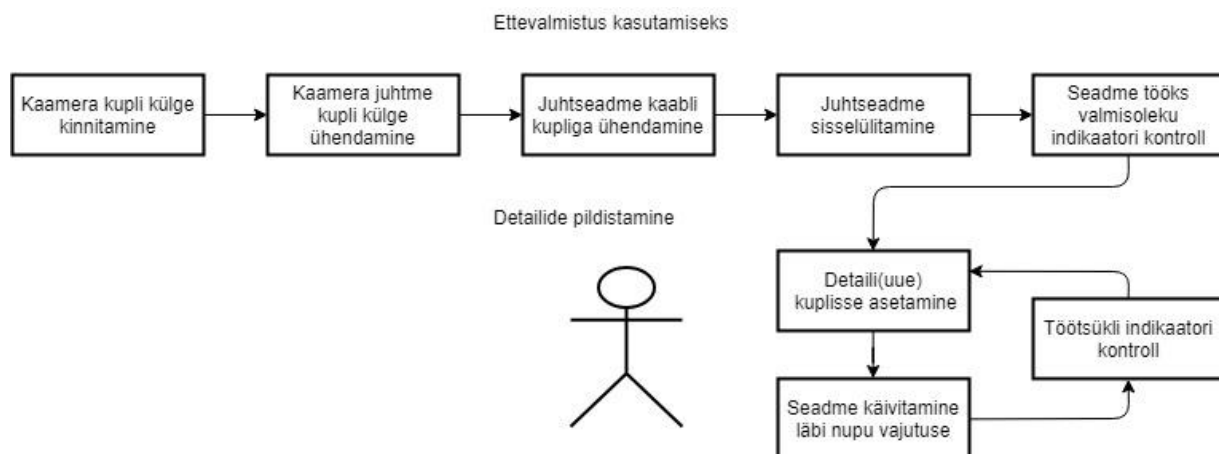 Ettevalmistus kasutamiseks
Kaamera kupli külge
kinnitamine
Kaamera juhtme
kupli külge
ühendamine
Juhtseadme kaabli
kupliga ühendamine
Juhtseadme
sisselülitamine
Seadme tööks
valmisoleku
indikaatori kontroll
Detailide pildistamine
Detaili(uue)
kuplisse asetamine
Seadme käivitamine
läbi nupu vajutuse
Töötsükli indikaatori
kontroll